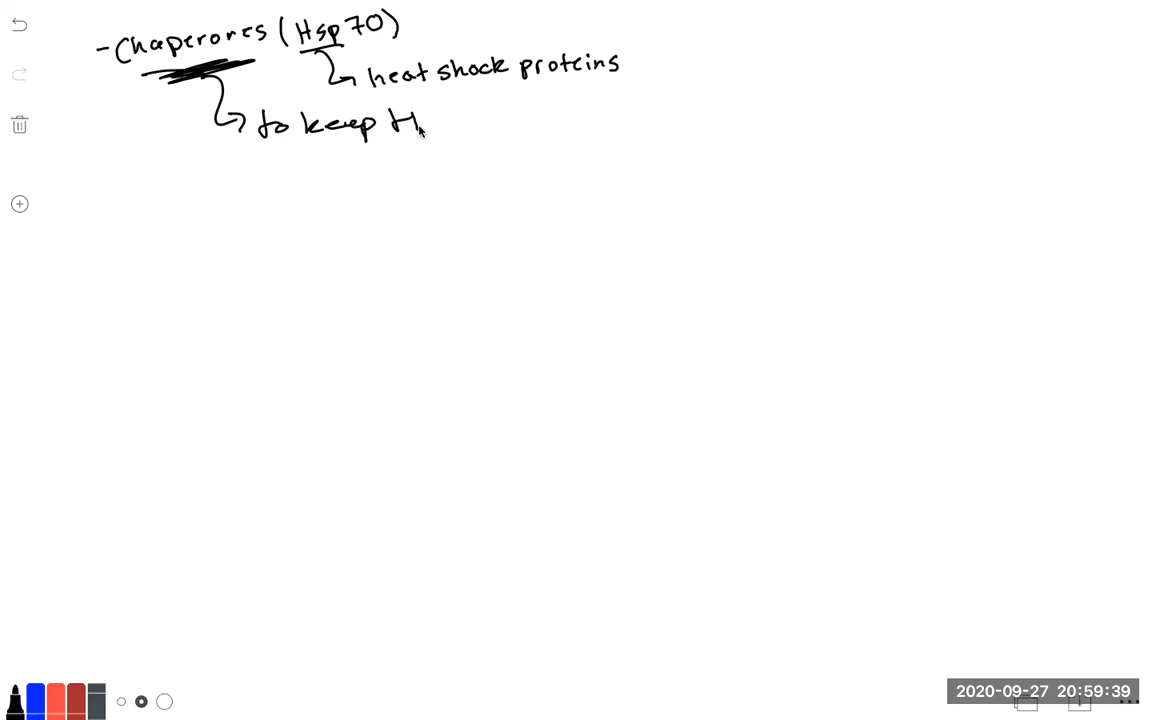 - Chaperones (Hsp70)
heat shock proteins
to keep
2020-09-27 20:59:39